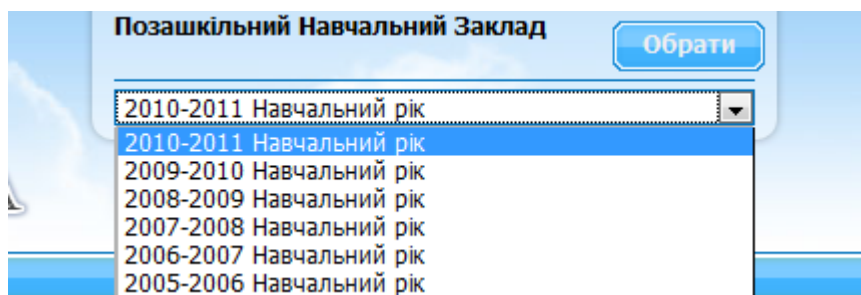 Позашкільний Навчальний Заклад
Обрати
2010-2011 Навчальний рік
2010-2011 Навчальний рік
2009-2010 Навчальний рік
2008-2009 Навчальний рік
2007-2008 Навчальний рік
2006-2007 Навчальний рік
2005-2006 Навчальний рік